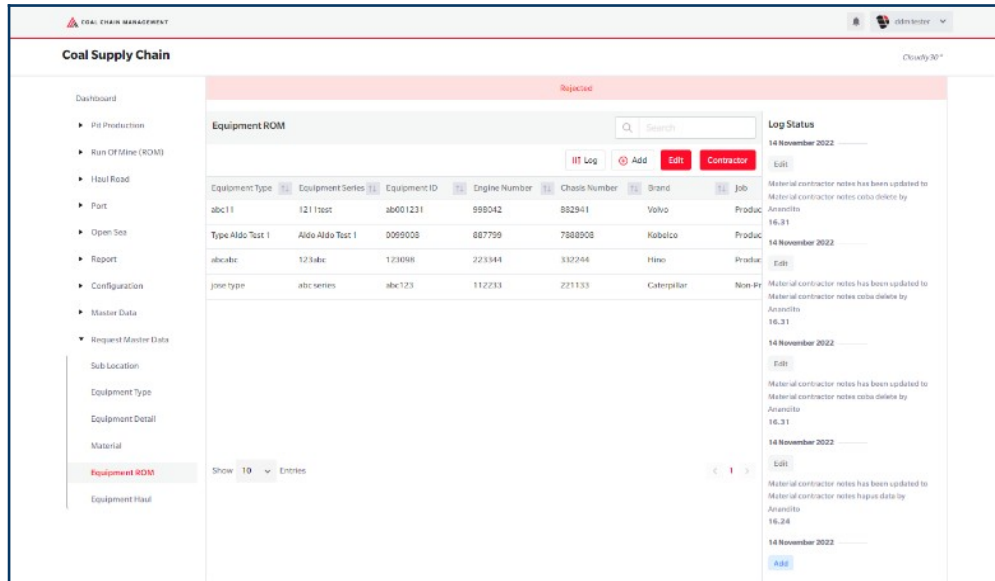 COAL CHAIN MANAGEMENT
ddm tester
Coal Supply Chain
Cloudy 30°
Rejected
Dashboard
Pit Production
Run Of Mine (ROM)
Haul Road
Port
Open Sea
Report
Configuration
Master Data
Request Master Data
Sub Location
Equipment Type
Equipment Detail
Material
Equipment ROM
Equipment Haul
Equipment ROM
Search
Log Add Edit Contractor
Equipment Type Equipment Series Equipment ID Engine Number Chasis Number Brand Job
abc11 1211test ab001231 998042 882941 Volvo Produc
Type Aldo Test 1 Aldo Aldo Test 1 0099008 887799 7888908 Kobelco Produc
abcabc 123abc 123098 223344 332244 Hino Produc
jose type abc series abc123 112233 221133 Caterpillar Non-Pr
Show 10 Entries
1
Log Status
14 November 2022
Edit
Material contractor notes has been updated to
Material contractor notes coba delete by
Anandito
16.31
14 November 2022
Edit
Material contractor notes has been updated to
Material contractor notes coba delete by
Anandito
16.31
14 November 2022
Edit
Material contractor notes has been updated to
Material contractor notes coba delete by
Anandito
16.31
14 November 2022
Edit
Material contractor notes has been updated to
Material contractor notes hapus data by
Anandito
16.24
14 November 2022
Add